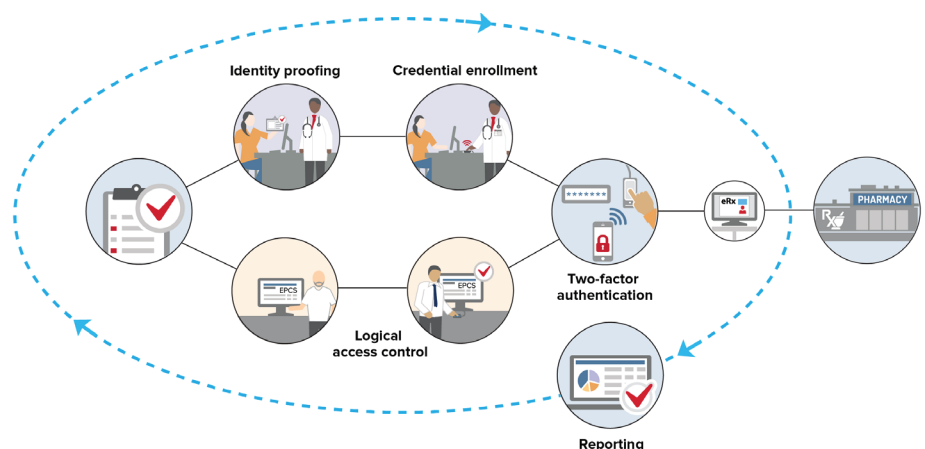 Identity proofing
Credential enrollment
*******
eRx
PHARMACY
Rx
EPCS
EPCS
Two-factor
authentication
Logical
access control
Reporting